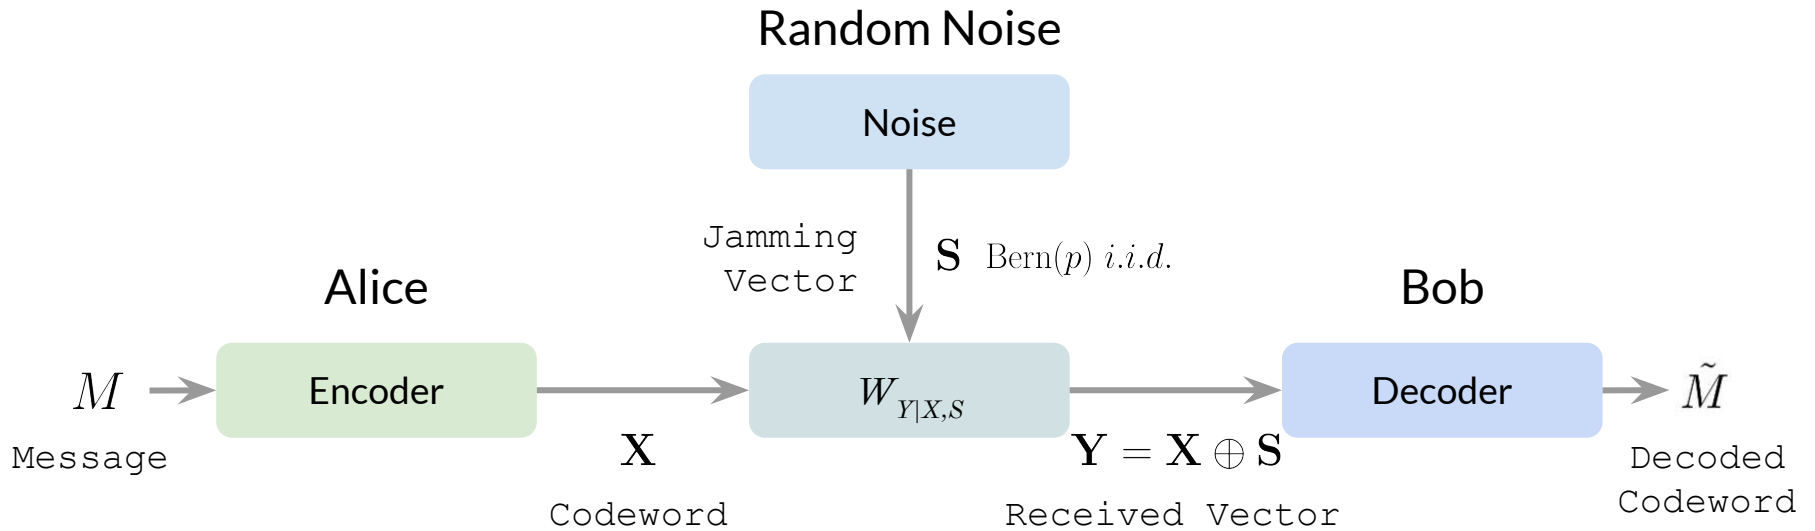 Random Noise
Noise
Jamming
Vector
𝐒 Bern(p) i.i.d.
Alice
Bob
M
Encoder
W_{Y|X,S}
Decoder
M̃
Message
𝐗
𝐘 = 𝐗 ⊕ 𝐒
Decoded
Codeword
Codeword
Received Vector